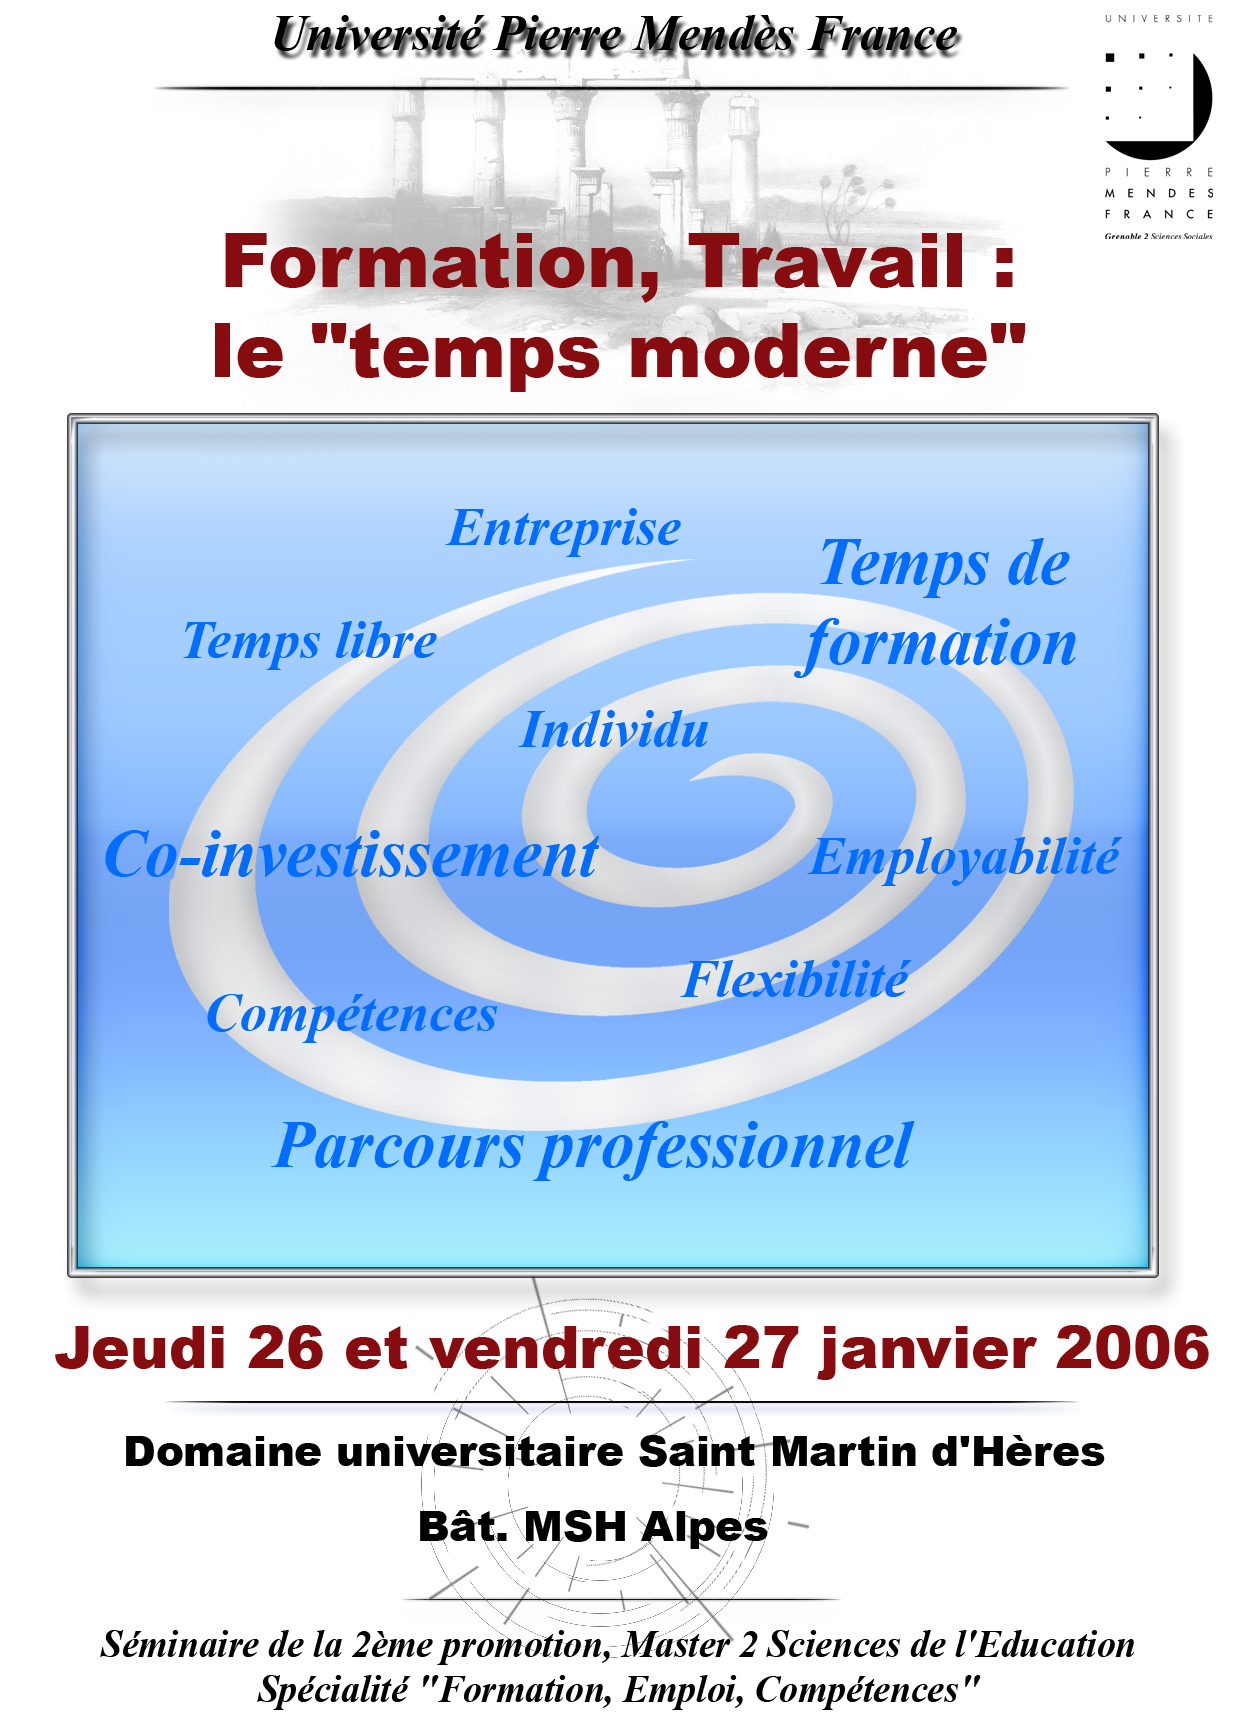 Université Pierre Mendès France
UNIVERSITE
PIERRE
MENDES
FRANCE
Grenoble 2 Sciences Sociales
Formation, Travail :
le "temps moderne"
Entreprise
Temps de
formation
Temps libre
Individu
Co-investissement
Employabilité
Flexibilité
Compétences
Parcours professionnel
Jeudi 26 et vendredi 27 janvier 2006
Domaine universitaire Saint Martin d'Hères
Bât. MSH Alpes
Séminaire de la 2ème promotion, Master 2 Sciences de l'Education
Spécialité "Formation, Emploi, Compétences"